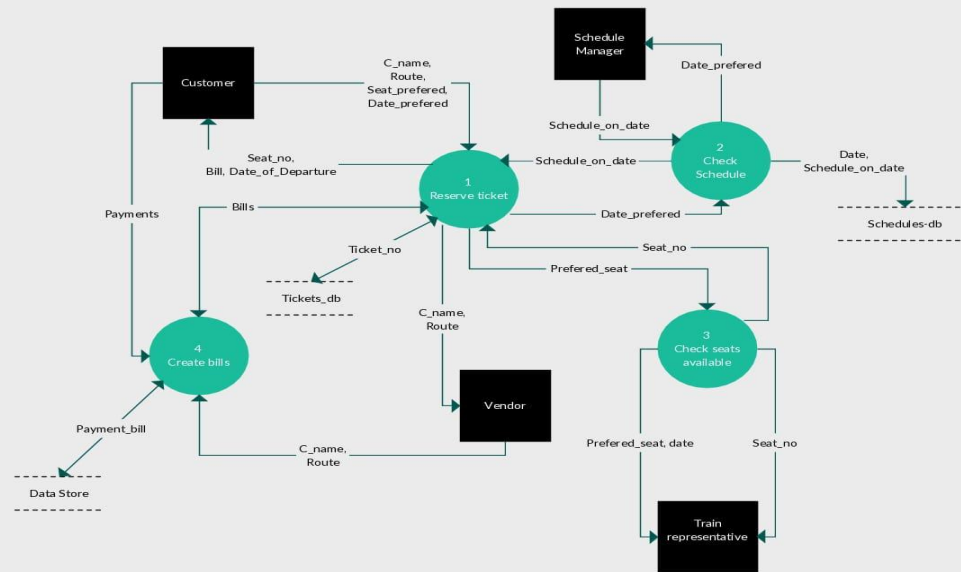 Schedule
Manager
Date_prefered
Customer
C_name,
Route,
Seat_prefered,
Date_prefered
Schedule_on_date
Seat_no,
Bill, Date_of_Departure
Schedule_on_date
2
Check
Schedule
Date,
Schedule_on_date
1
Reserve ticket
Payments
Bills
Date_prefered
Schedules-db
Ticket_no
Seat_no
Prefered_seat
Tickets_db
C_name,
Route
4
Create bills
3
Check seats
available
Vendor
Payment_bill
C_name,
Route
Prefered_seat, date
Seat_no
Data Store
Train
representative